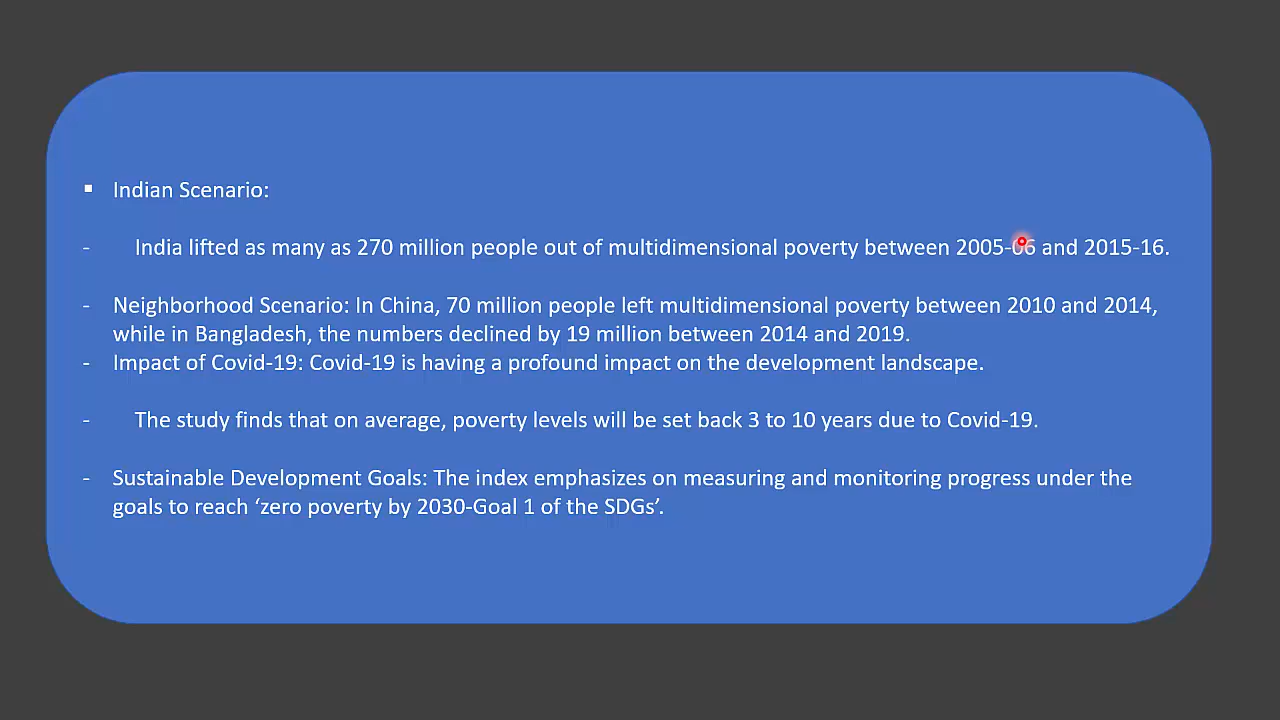 ▪ Indian Scenario:
- India lifted as many as 270 million people out of multidimensional poverty between 2005-06 and 2015-16.
- Neighborhood Scenario: In China, 70 million people left multidimensional poverty between 2010 and 2014,
while in Bangladesh, the numbers declined by 19 million between 2014 and 2019.
- Impact of Covid-19: Covid-19 is having a profound impact on the development landscape.
- The study finds that on average, poverty levels will be set back 3 to 10 years due to Covid-19.
- Sustainable Development Goals: The index emphasizes on measuring and monitoring progress under the
goals to reach ‘zero poverty by 2030-Goal 1 of the SDGs’.